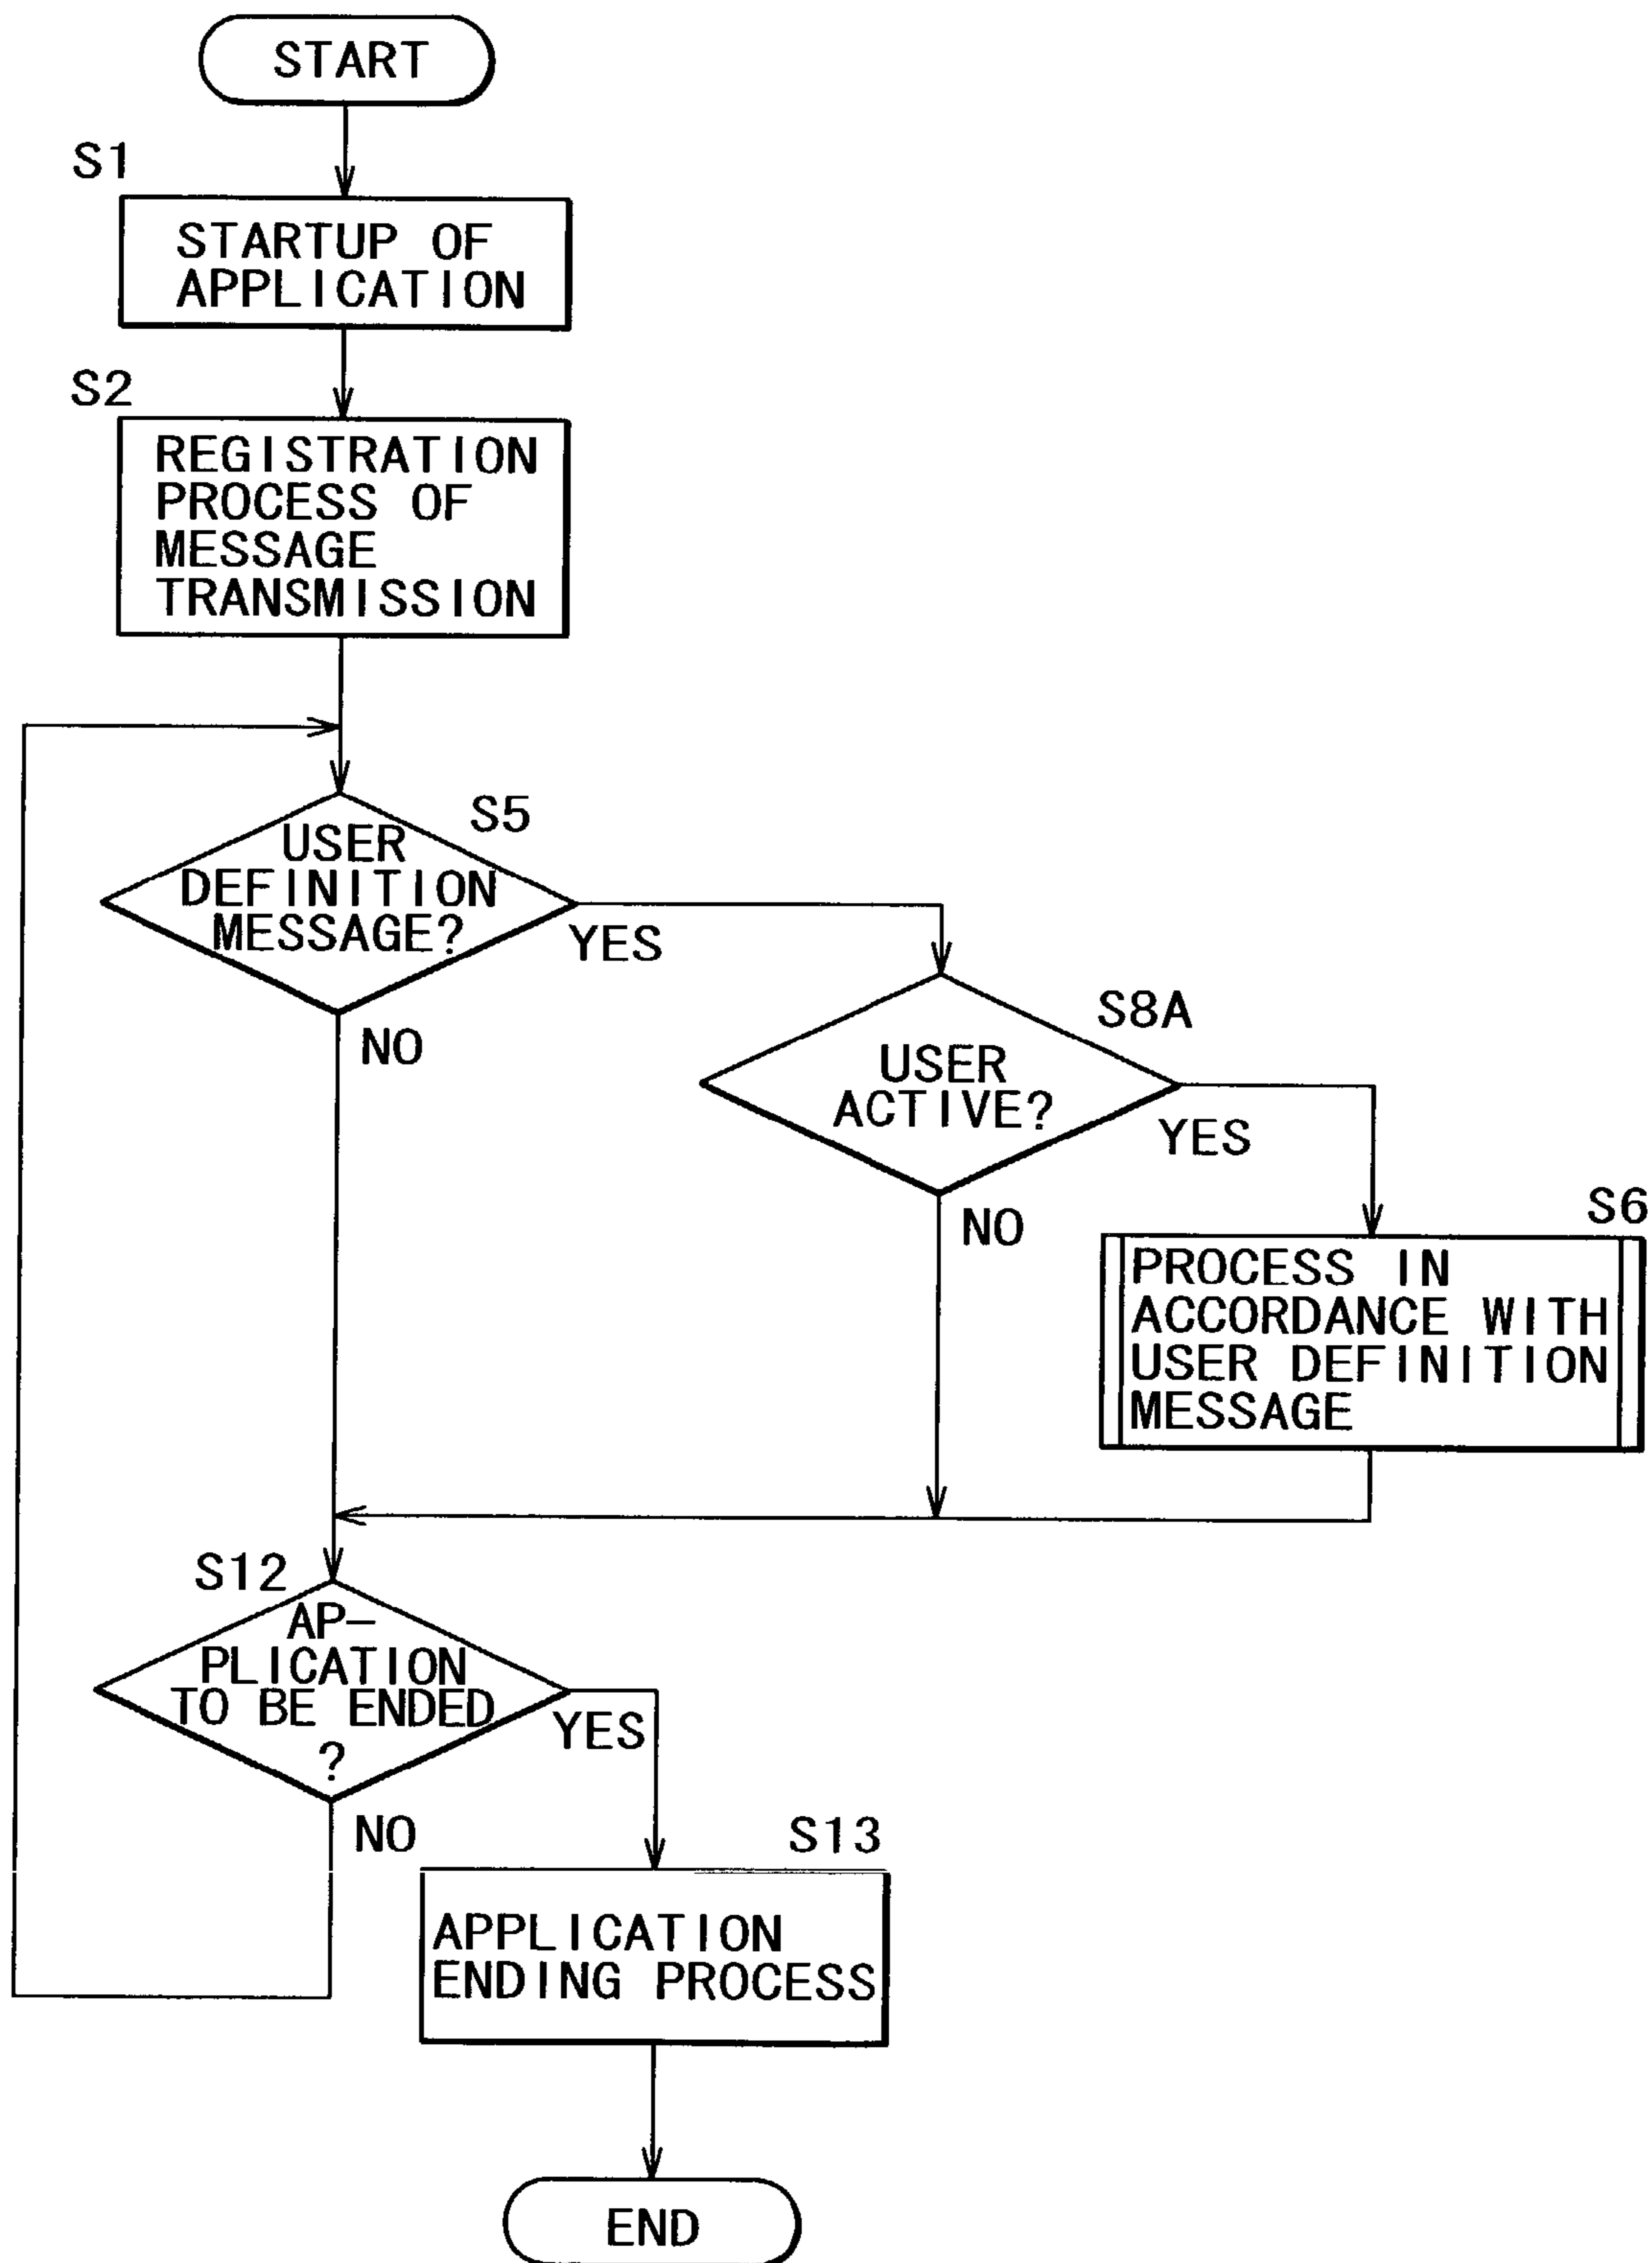 START
S1
STARTUP OF
APPLICATION
S2
REGISTRATION
PROCESS OF
MESSAGE
TRANSMISSION
S5
USER
DEFINITION
MESSAGE?
YES
NO
S8A
USER
ACTIVE?
YES
NO
S6
PROCESS IN
ACCORDANCE WITH
USER DEFINITION
MESSAGE
S12
AP-
PLICATION
TO BE ENDED
?
YES
NO
S13
APPLICATION
ENDING PROCESS
END